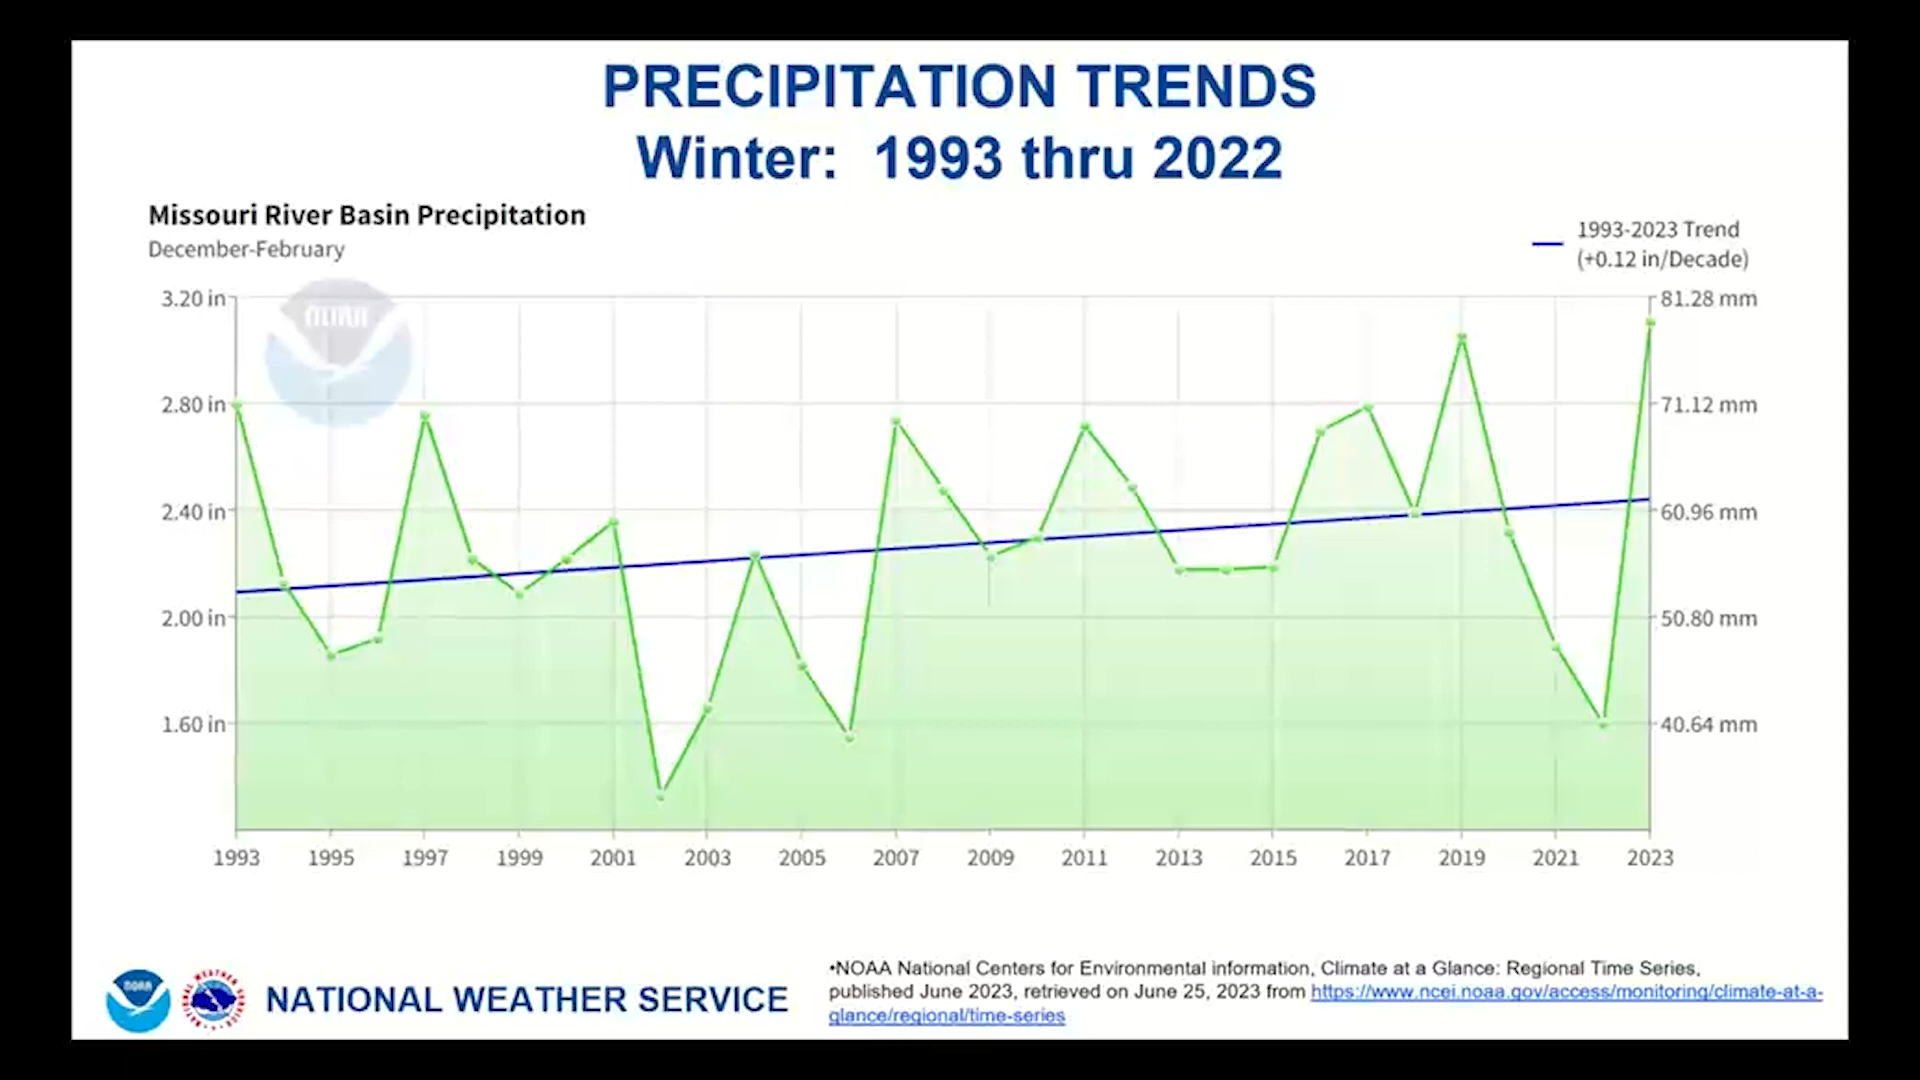 PRECIPITATION TRENDS
Winter: 1993 thru 2022
Missouri River Basin Precipitation
December-February
1993-2023 Trend
(+0.12 in/Decade)
3.20 in
2.80 in
2.40 in
2.00 in
1.60 in
81.28 mm
71.12 mm
60.96 mm
50.80 mm
40.64 mm
NOAA
1993 1995 1997 1999 2001 2003 2005 2007 2009 2011 2013 2015 2017 2019 2021 2023
NOAA
NATIONAL WEATHER SERVICE
•NOAA National Centers for Environmental information, Climate at a Glance: Regional Time Series,
published June 2023, retrieved on June 25, 2023 from https://www.ncei.noaa.gov/access/monitoring/climate-at-a-
glance/regional/time-series